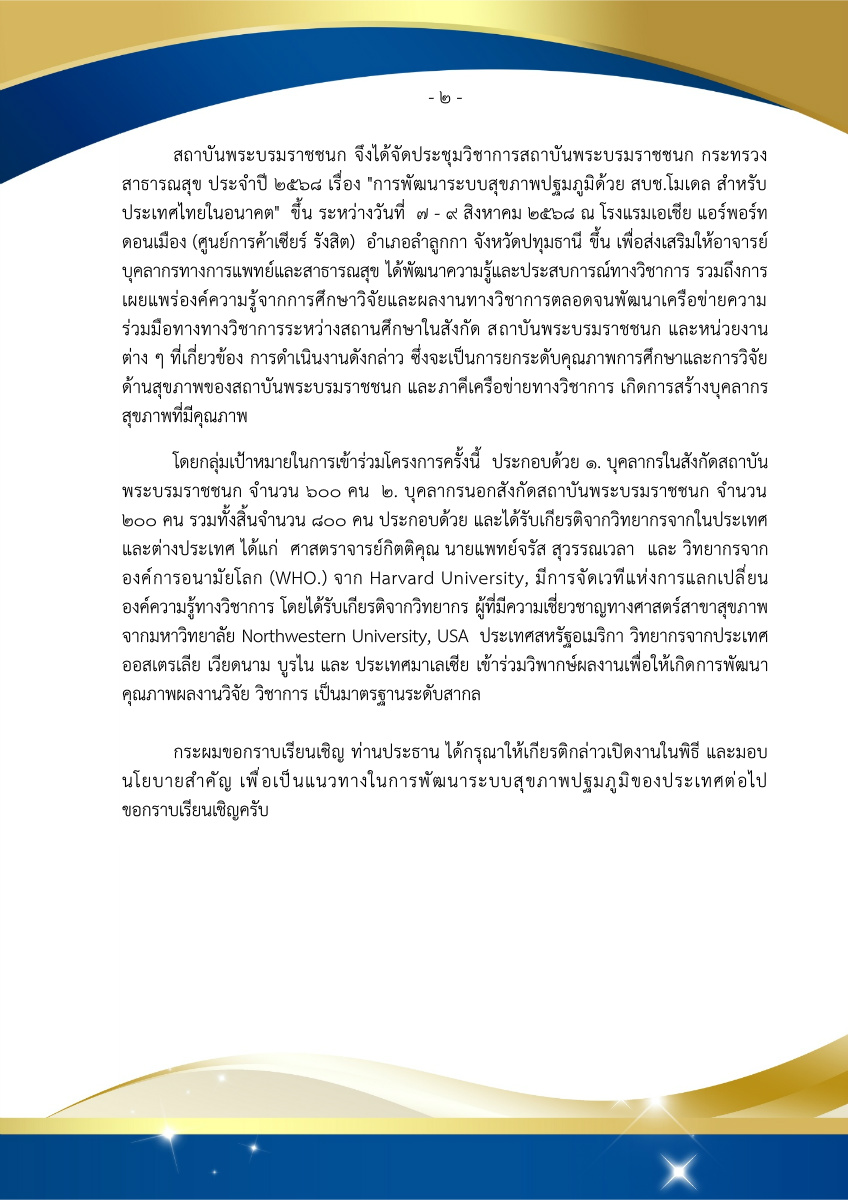 - ๒ -
สถาบันพระบรมราชชนก จึงได้จัดประชุมวิชาการสถาบันพระบรมราชชนก กระทรวง
สาธารณสุข ประจำปี ๒๕๖๘ เรื่อง "การพัฒนาระบบสุขภาพปฐมภูมิด้วย สบช.โมเดล สำหรับ
ประเทศไทยในอนาคต" ขึ้น ระหว่างวันที่ ๗ - ๙ สิงหาคม ๒๕๖๘ ณ โรงแรมเอเชีย แอร์พอร์ท
ดอนเมือง (ศูนย์การค้าเซียร์ รังสิต) อำเภอลำลูกกา จังหวัดปทุมธานี ขึ้น เพื่อส่งเสริมให้อาจารย์
บุคลากรทางการแพทย์และสาธารณสุข ได้พัฒนาความรู้และประสบการณ์ทางวิชาการ รวมถึงการ
เผยแพร่องค์ความรู้จากการศึกษาวิจัยและผลงานทางวิชาการตลอดจนพัฒนาเครือข่ายความ
ร่วมมือทางทางวิชาการระหว่างสถานศึกษาในสังกัด สถาบันพระบรมราชชนก และหน่วยงาน
ต่าง ๆ ที่เกี่ยวข้อง การดำเนินงานดังกล่าว ซึ่งจะเป็นการยกระดับคุณภาพการศึกษาและการวิจัย
ด้านสุขภาพของสถาบันพระบรมราชชนก และภาคีเครือข่ายทางวิชาการ เกิดการสร้างบุคลากร
สุขภาพที่มีคุณภาพ
โดยกลุ่มเป้าหมายในการเข้าร่วมโครงการครั้งนี้ ประกอบด้วย ๑. บุคลากรในสังกัดสถาบัน
พระบรมราชชนก จำนวน ๖๐๐ คน ๒. บุคลากรนอกสังกัดสถาบันพระบรมราชชนก จำนวน
๒๐๐ คน รวมทั้งสิ้นจำนวน ๘๐๐ คน ประกอบด้วย และได้รับเกียรติจากวิทยากรจากในประเทศ
และต่างประเทศ ได้แก่ ศาสตราจารย์กิตติคุณ นายแพทย์จรัส สุวรรณเวลา และ วิทยากรจาก
องค์การอนามัยโลก (WHO.) จาก Harvard University, มีการจัดเวทีแห่งการแลกเปลี่ยน
องค์ความรู้ทางวิชาการ โดยได้รับเกียรติจากวิทยากร ผู้ที่มีความเชี่ยวชาญทางศาสตร์สาขาสุขภาพ
จากมหาวิทยาลัย Northwestern University, USA ประเทศสหรัฐอเมริกา วิทยากรจากประเทศ
ออสเตรเลีย เวียดนาม บูรไน และ ประเทศมาเลเซีย เข้าร่วมวิพากษ์ผลงานเพื่อให้เกิดการพัฒนา
คุณภาพผลงานวิจัย วิชาการ เป็นมาตรฐานระดับสากล
กระผมขอกราบเรียนเชิญ ท่านประธาน ได้กรุณาให้เกียรติกล่าวเปิดงานในพิธี และมอบ
นโยบายสำคัญ เพื่อเป็นแนวทางในการพัฒนาระบบสุขภาพปฐมภูมิของประเทศต่อไป
ขอกราบเรียนเชิญครับ